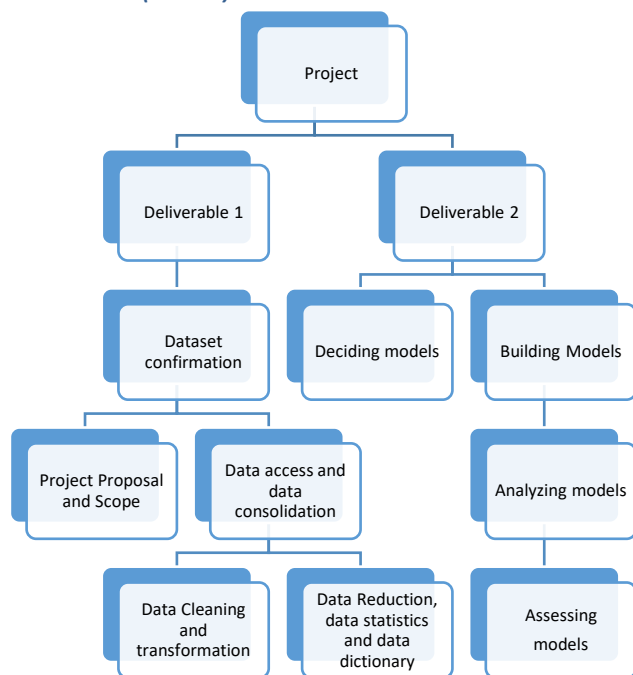 Project
Deliverable 1
Deliverable 2
Dataset
confirmation
Deciding models
Building Models
Project Proposal
and Scope
Data access and
data
consolidation
Analyzing models
Data Cleaning
and
transformation
Data Reduction,
data statistics
and data
dictionary
Assessing
models